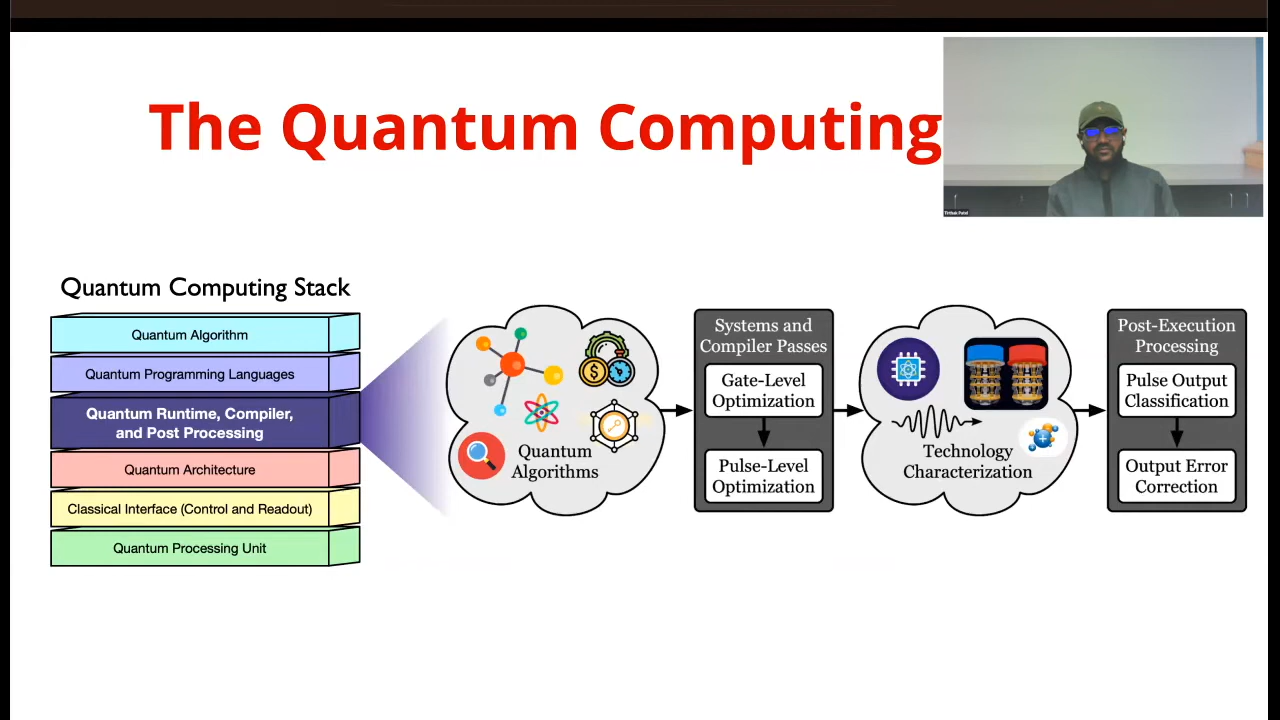 The Quantum Computing
Tirthak Patel
Quantum Computing Stack
Quantum Algorithm
Quantum Programming Languages
Quantum Runtime, Compiler,
and Post Processing
Quantum Architecture
Classical Interface (Control and Readout)
Quantum Processing Unit
Quantum
Algorithms
Systems and
Compiler Passes
Gate-Level
Optimization
Pulse-Level
Optimization
Technology
Characterization
Post-Execution
Processing
Pulse Output
Classification
Output Error
Correction